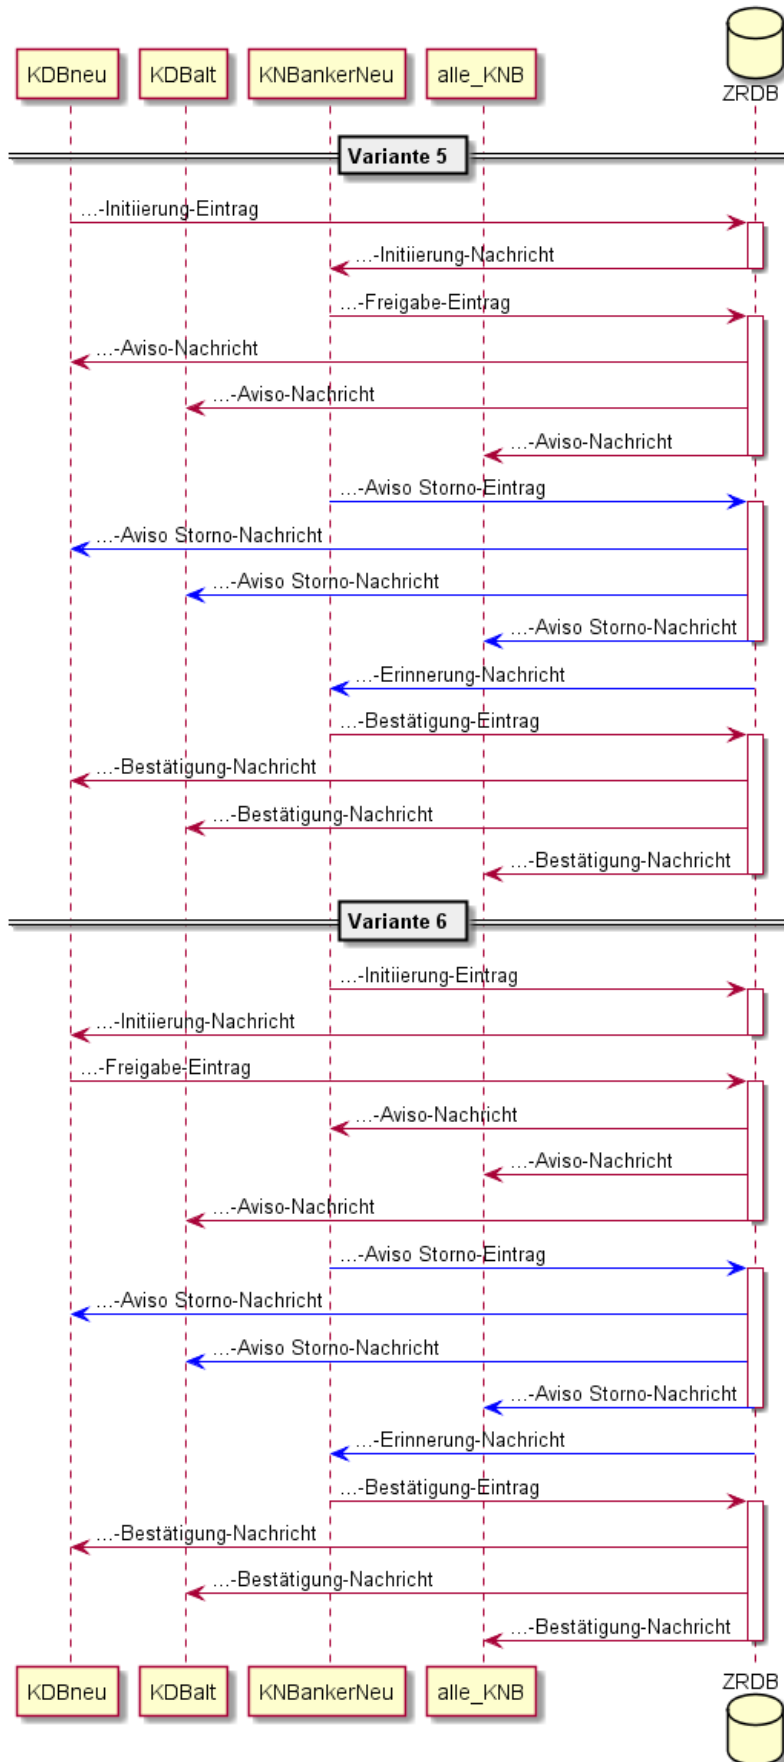 KDBneu KDBalt KNBankerNeu alle_KNB ZRDB
Variante 5
...-Initiierung-Eintrag
...-Initiierung-Nachricht
...-Freigabe-Eintrag
...-Aviso-Nachricht
...-Aviso-Nachricht
...-Aviso-Nachricht
...-Aviso Storno-Eintrag
...-Aviso Storno-Nachricht
...-Aviso Storno-Nachricht
...-Aviso Storno-Nachricht
...-Erinnerung-Nachricht
...-Bestätigung-Eintrag
...-Bestätigung-Nachricht
...-Bestätigung-Nachricht
...-Bestätigung-Nachricht
Variante 6
...-Initiierung-Eintrag
...-Initiierung-Nachricht
...-Freigabe-Eintrag
...-Aviso-Nachricht
...-Aviso-Nachricht
...-Aviso-Nachricht
...-Aviso Storno-Eintrag
...-Aviso Storno-Nachricht
...-Aviso Storno-Nachricht
...-Aviso Storno-Nachricht
...-Erinnerung-Nachricht
...-Bestätigung-Eintrag
...-Bestätigung-Nachricht
...-Bestätigung-Nachricht
...-Bestätigung-Nachricht
KDBneu KDBalt KNBankerNeu alle_KNB ZRDB